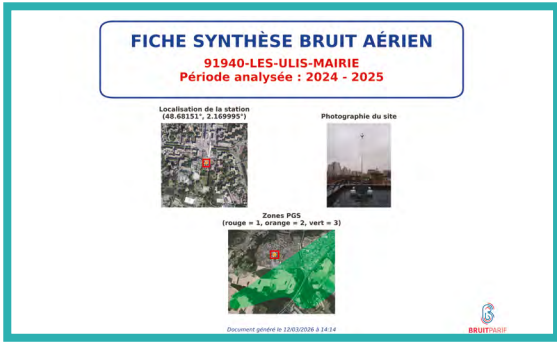 FICHE SYNTHÈSE BRUIT AÉRIEN
91940-LES-ULIS-MAIRIE
Période analysée : 2024 - 2025
Localisation de la station
(48.68151°, 2.169995°)
Photographie du site
Zones PGS
(rouge = 1, orange = 2, vert = 3)
Document généré le 12/03/2026 à 14:14
BRUITPARIF